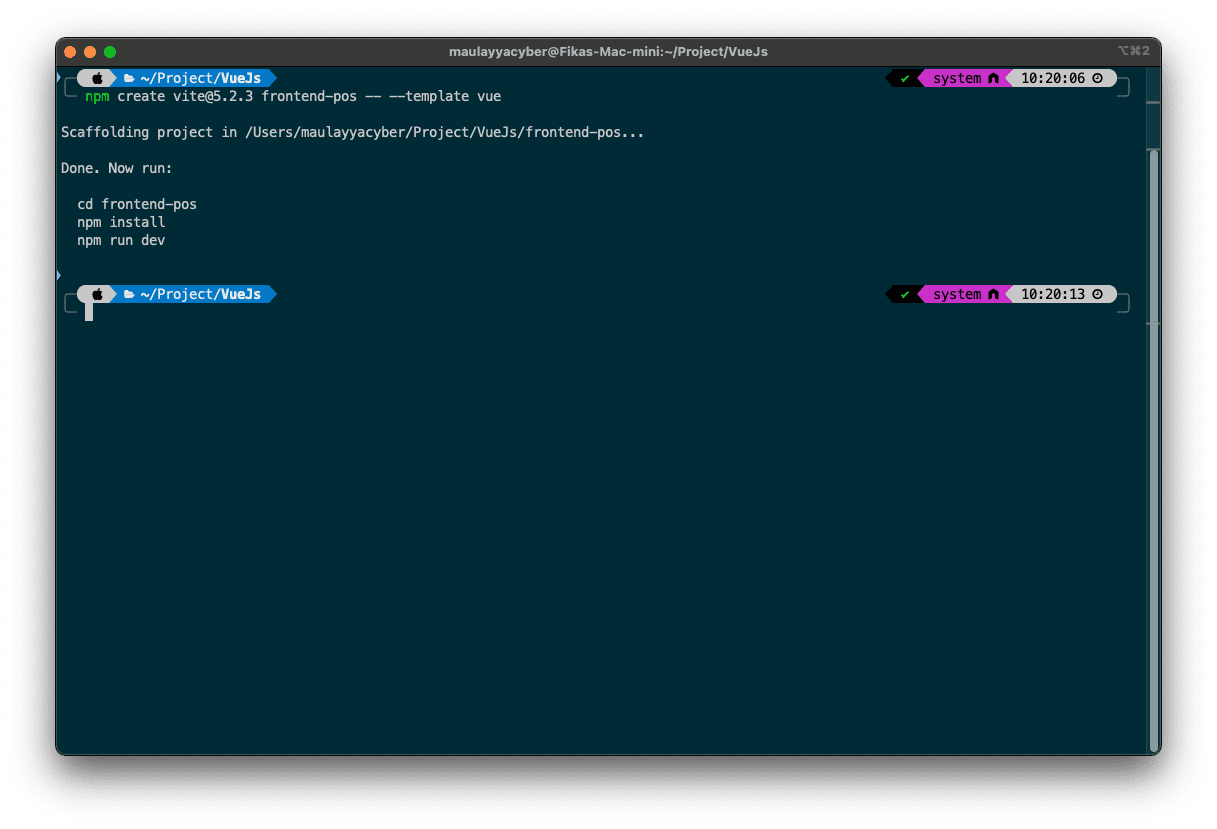 maulayyacyber@Fikas-Mac-mini:~/Project/VueJs
⌥⌘2
~/Project/VueJs ✔ system 10:20:06
npm create vite@5.2.3 frontend-pos -- --template vue
Scaffolding project in /Users/maulayyacyber/Project/VueJs/frontend-pos...
Done. Now run:
cd frontend-pos
npm install
npm run dev
~/Project/VueJs ✔ system 10:20:13